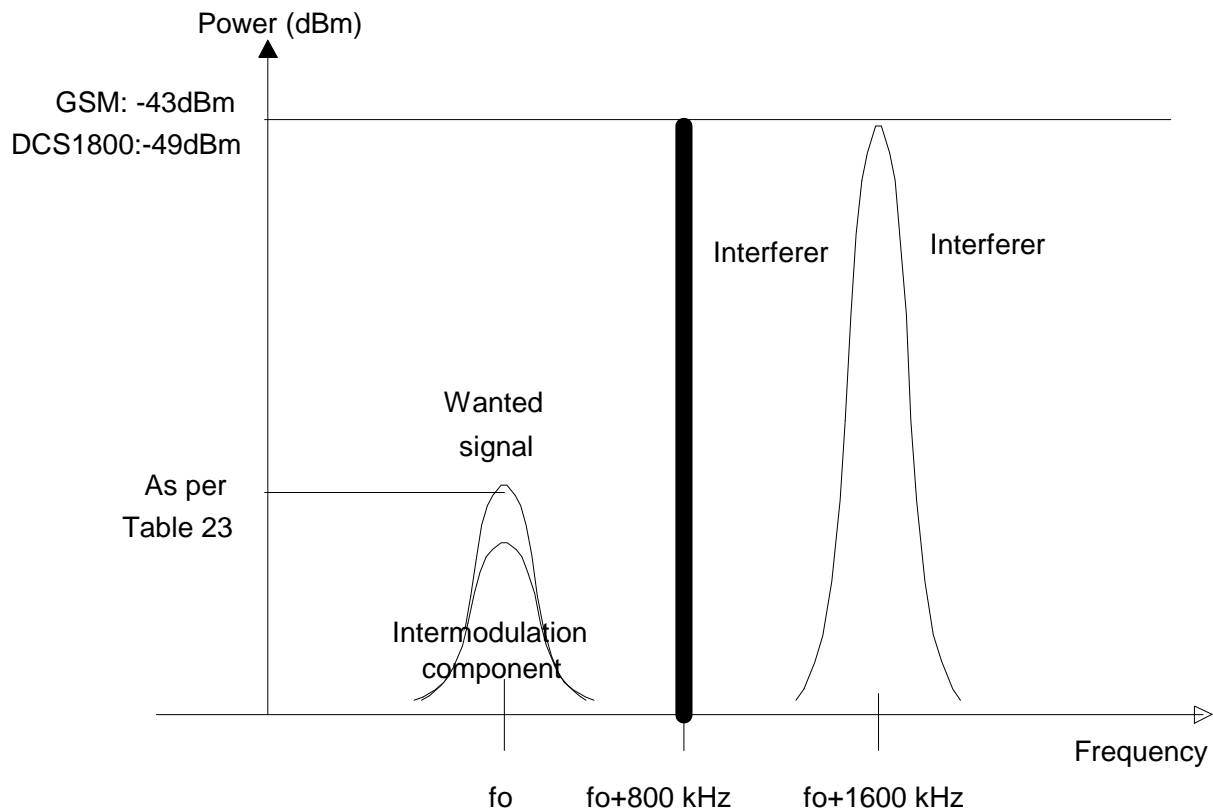 Power (dBm)
GSM: -43dBm
DCS1800:-49dBm
Interferer
Interferer
Wanted
signal
As per
Table 23
Intermodulation
component
Frequency
fo
fo+800 kHz
fo+1600 kHz